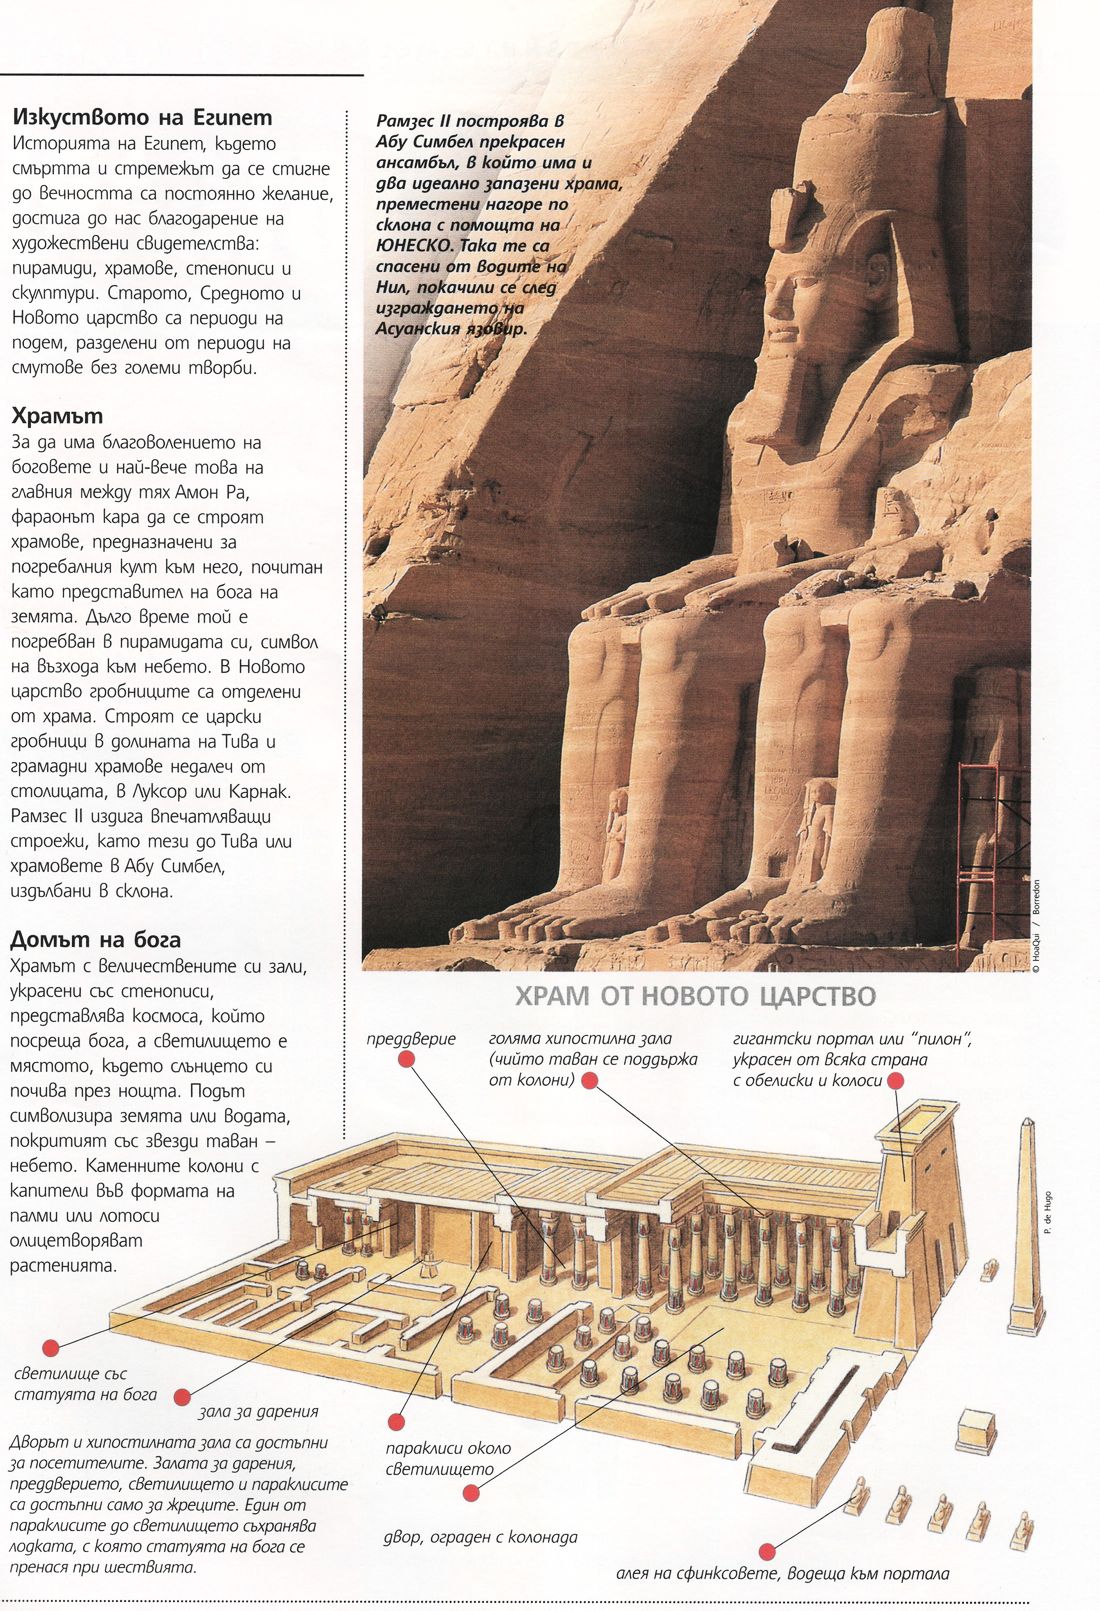 Изкуството на Египет
Историята на Египет, където
смъртта и стремежът да се стигне
до вечността са постоянно желание,
достига до нас благодарение на
художествени свидетелства:
пирамиди, храмове, стенописи и
скулптури. Старото, Средното и
Новото царство са периоди на
подем, разделени от периоди на
смутове без големи творби.
Храмът
За да има благоволението на
боговете и най-вече това на
главния между тях Амон Ра,
фараонът кара да се строят
храмове, предназначени за
погребалния култ към него, почитан
като представител на бога на
земята. Дълго време той е
погребван в пирамидата си, символ
на възхода към небето. В Новото
царство гробниците са отделени
от храма. Строят се царски
гробници в долината на Тива и
грамадни храмове недалеч от
столицата, в Луксор или Карнак.
Рамзес II издига впечатляващи
строежи, като тези до Тива или
храмовете в Абу Симбел,
издълбани в склона.
Домът на бога
Храмът с величествените си зали,
украсени със стенописи,
представлява космоса, който
посреща бога, а светилището е
мястото, където слънцето си
почива през нощта. Подът
символизира земята или водата,
покритият със звезди таван –
небето. Каменните колони с
капители във формата на
палми или лотоси
олицетворяват
растенията.
Рамзес II построява в
Абу Симбел прекрасен
ансамбъл, в който има и
два идеално запазени храма,
преместени нагоре по
склона с помощта на
ЮНЕСКО. Така те са
спасени от водите на
Нил, покачили се след
изграждането на
Асуанския язовир.
© HoaQui / Borredon
ХРАМ ОТ НОВОТО ЦАРСТВО
преддверие
голяма хипостилна зала
(чийто таван се поддържа
от колони)
гигантски портал или “пилон”,
украсен от всяка страна
с обелиски и колоси
P. de Hugo
светилище със
статуята на бога
зала за дарения
параклиси около
светилището
двор, ограден с колонада
алея на сфинксовете, водеща към портала
Дворът и хипостилната зала са достъпни
за посетителите. Залата за дарения,
преддверието, светилището и параклисите
са достъпни само за жреците. Един от
параклисите до светилището съхранява
лодката, с която статуята на бога се
пренася при шествията.